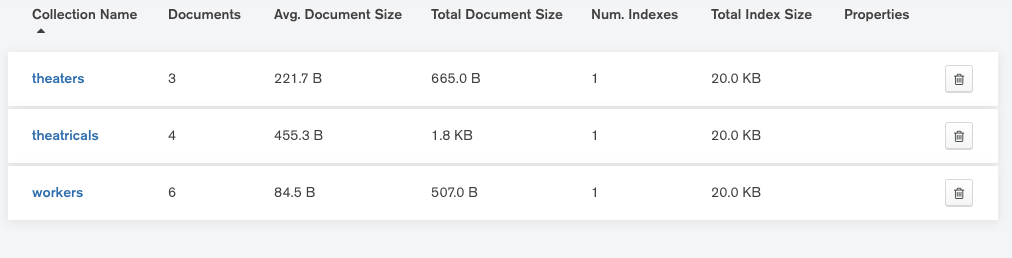 Collection Name Documents Avg. Document Size Total Document Size Num. Indexes Total Index Size Properties
theaters 3 221.7 B 665.0 B 1 20.0 KB
theatricals 4 455.3 B 1.8 KB 1 20.0 KB
workers 6 84.5 B 507.0 B 1 20.0 KB